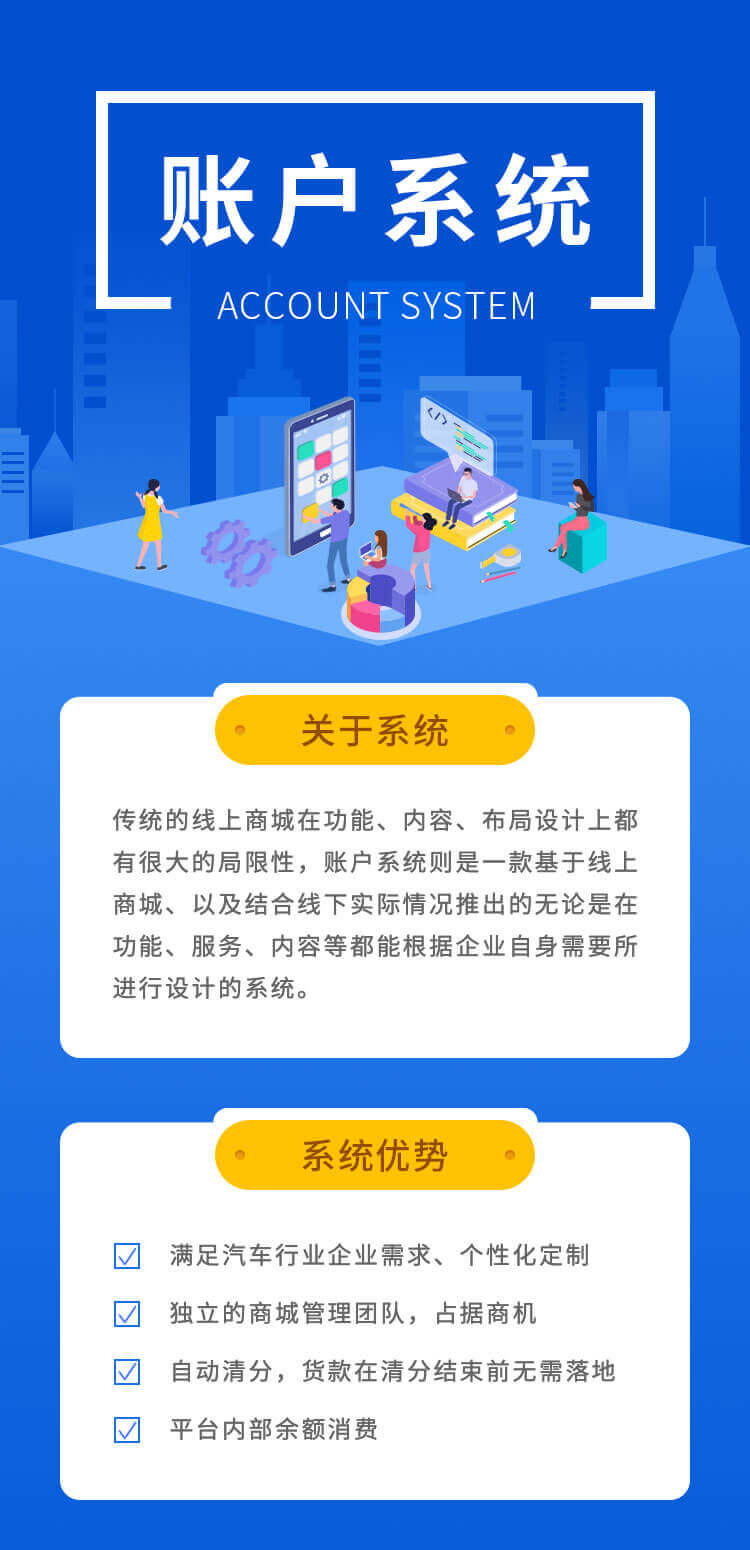 账户系统
ACCOUNT SYSTEM
</>
关于系统
传统的线上商城在功能、内容、布局设计上都
有很大的局限性，账户系统则是一款基于线上
商城、以及结合线下实际情况推出的无论是在
功能、服务、内容等都能根据企业自身需要所
进行设计的系统。
系统优势
满足汽车行业企业需求、个性化定制
独立的商城管理团队，占据商机
自动清分，货款在清分结束前无需落地
平台内部余额消费